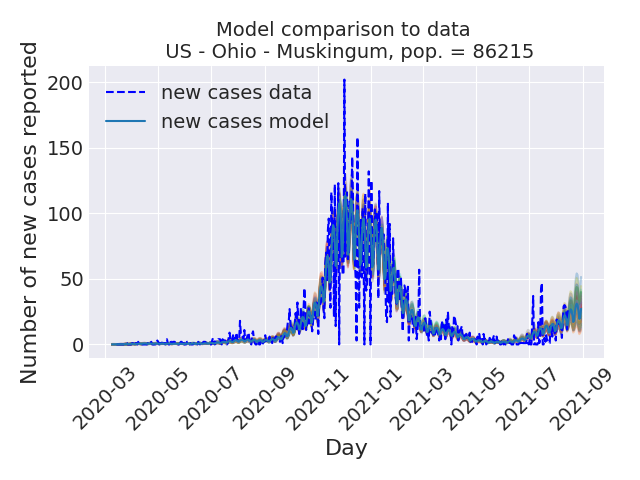 Model comparison to data
US - Ohio - Muskingum, pop. = 86215
Number of new cases reported
200
150
100
50
0
new cases data
new cases model
2020-03
2020-05
2020-07
2020-09
2020-11
2021-01
2021-03
2021-05
2021-07
2021-09
Day